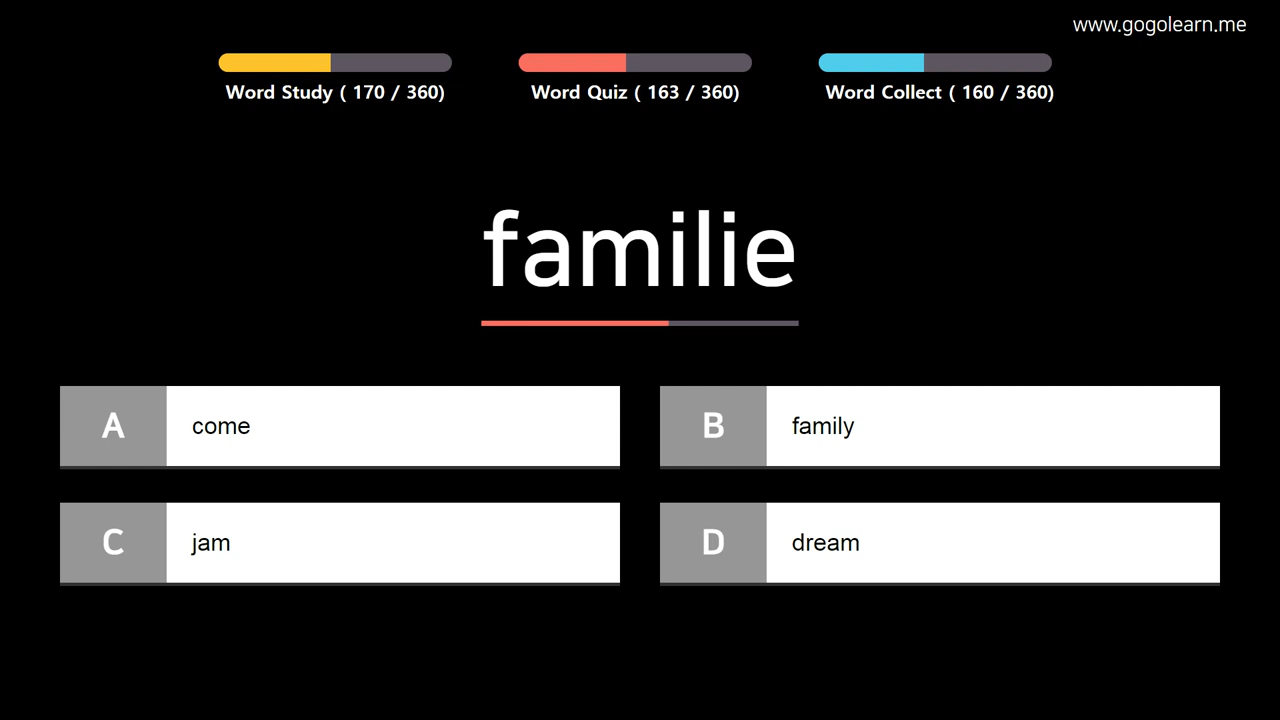 www.gogolearn.me
Word Study ( 170 / 360)
Word Quiz ( 163 / 360)
Word Collect ( 160 / 360)
familie
A come
B family
C jam
D dream